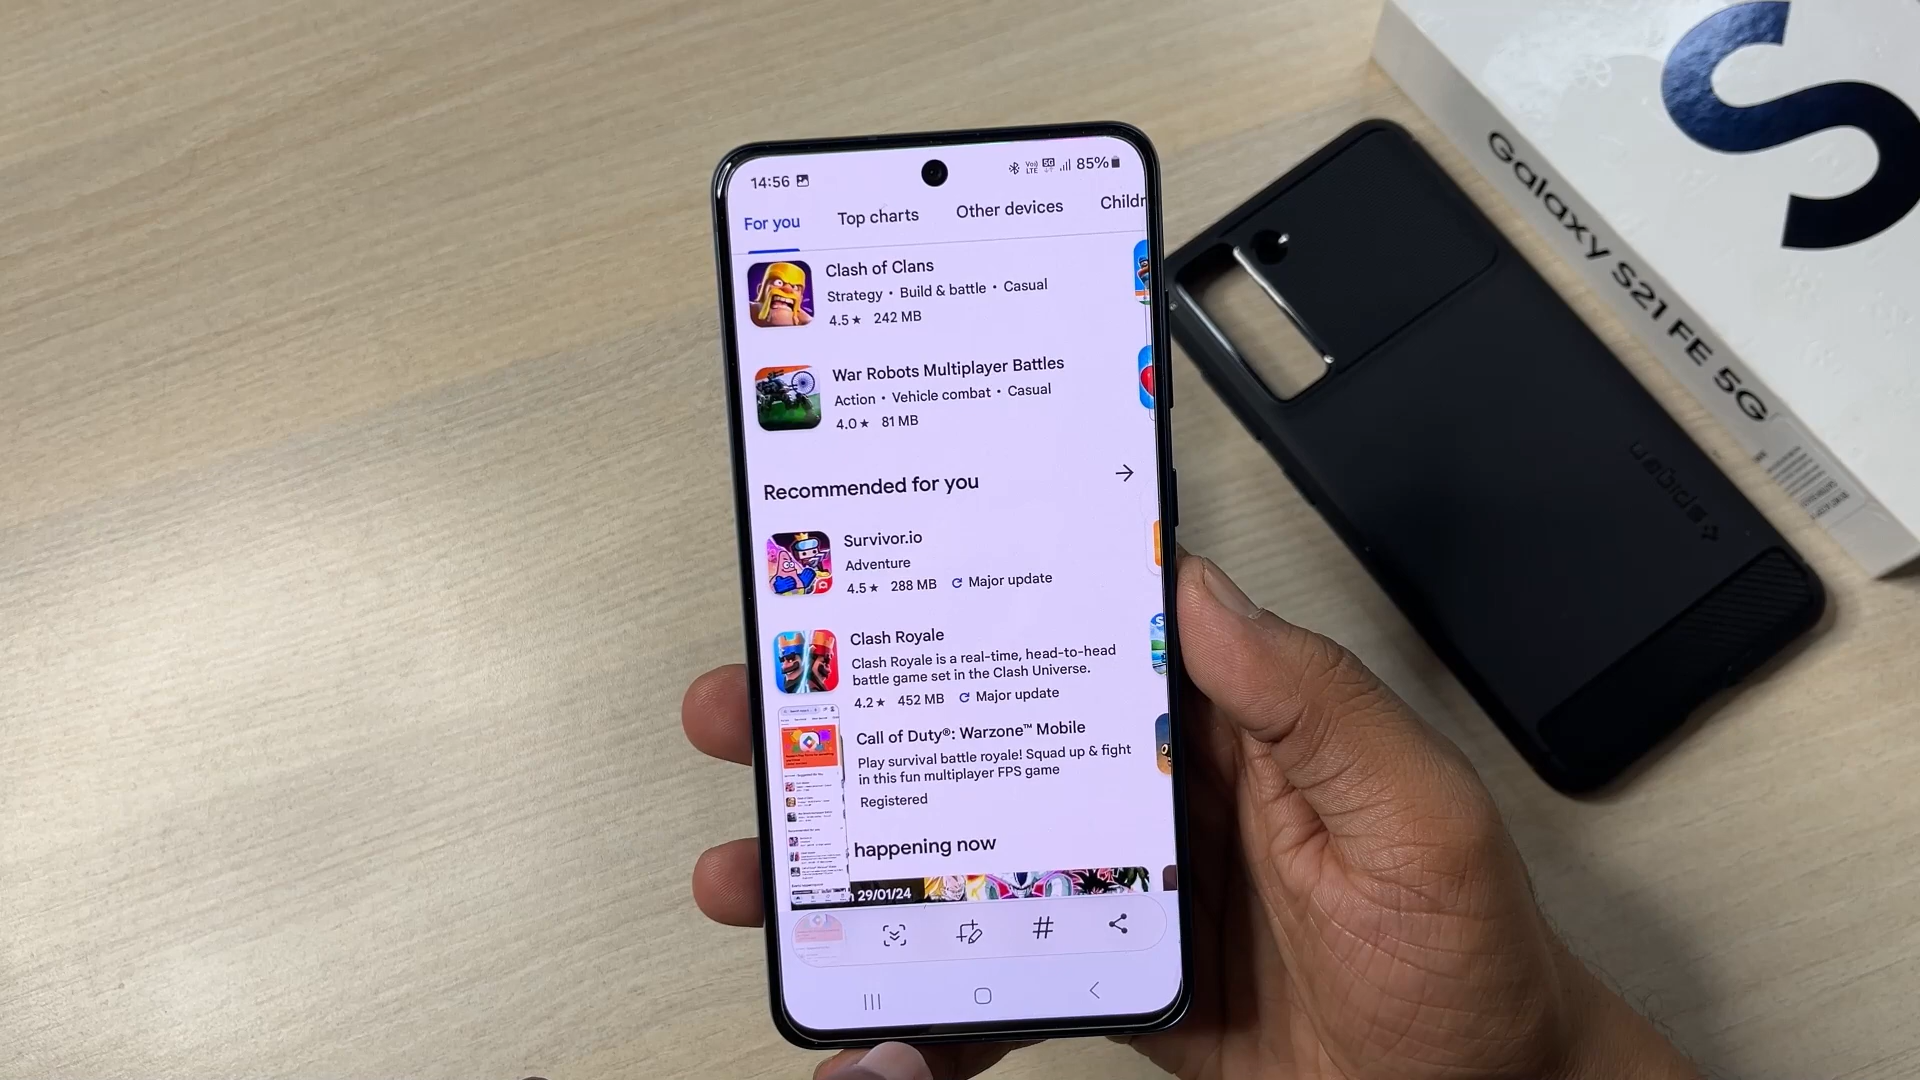 14:56
Voi) 5G 85%
LTE
For you Top charts Other devices Childr
Clash of Clans
Strategy • Build & battle • Casual
4.5★ 242 MB
War Robots Multiplayer Battles
Action • Vehicle combat • Casual
4.0★ 81 MB
Recommended for you
Survivor.io
Adventure
4.5★ 288 MB Major update
Clash Royale
Clash Royale is a real-time, head-to-head
battle game set in the Clash Universe.
4.2★ 452 MB Major update
Call of Duty®: Warzone™ Mobile
Play survival battle royale! Squad up & fight
in this fun multiplayer FPS game
Registered
happening now
29/01/24
#
S
Galaxy S21 FE 5G
spigen